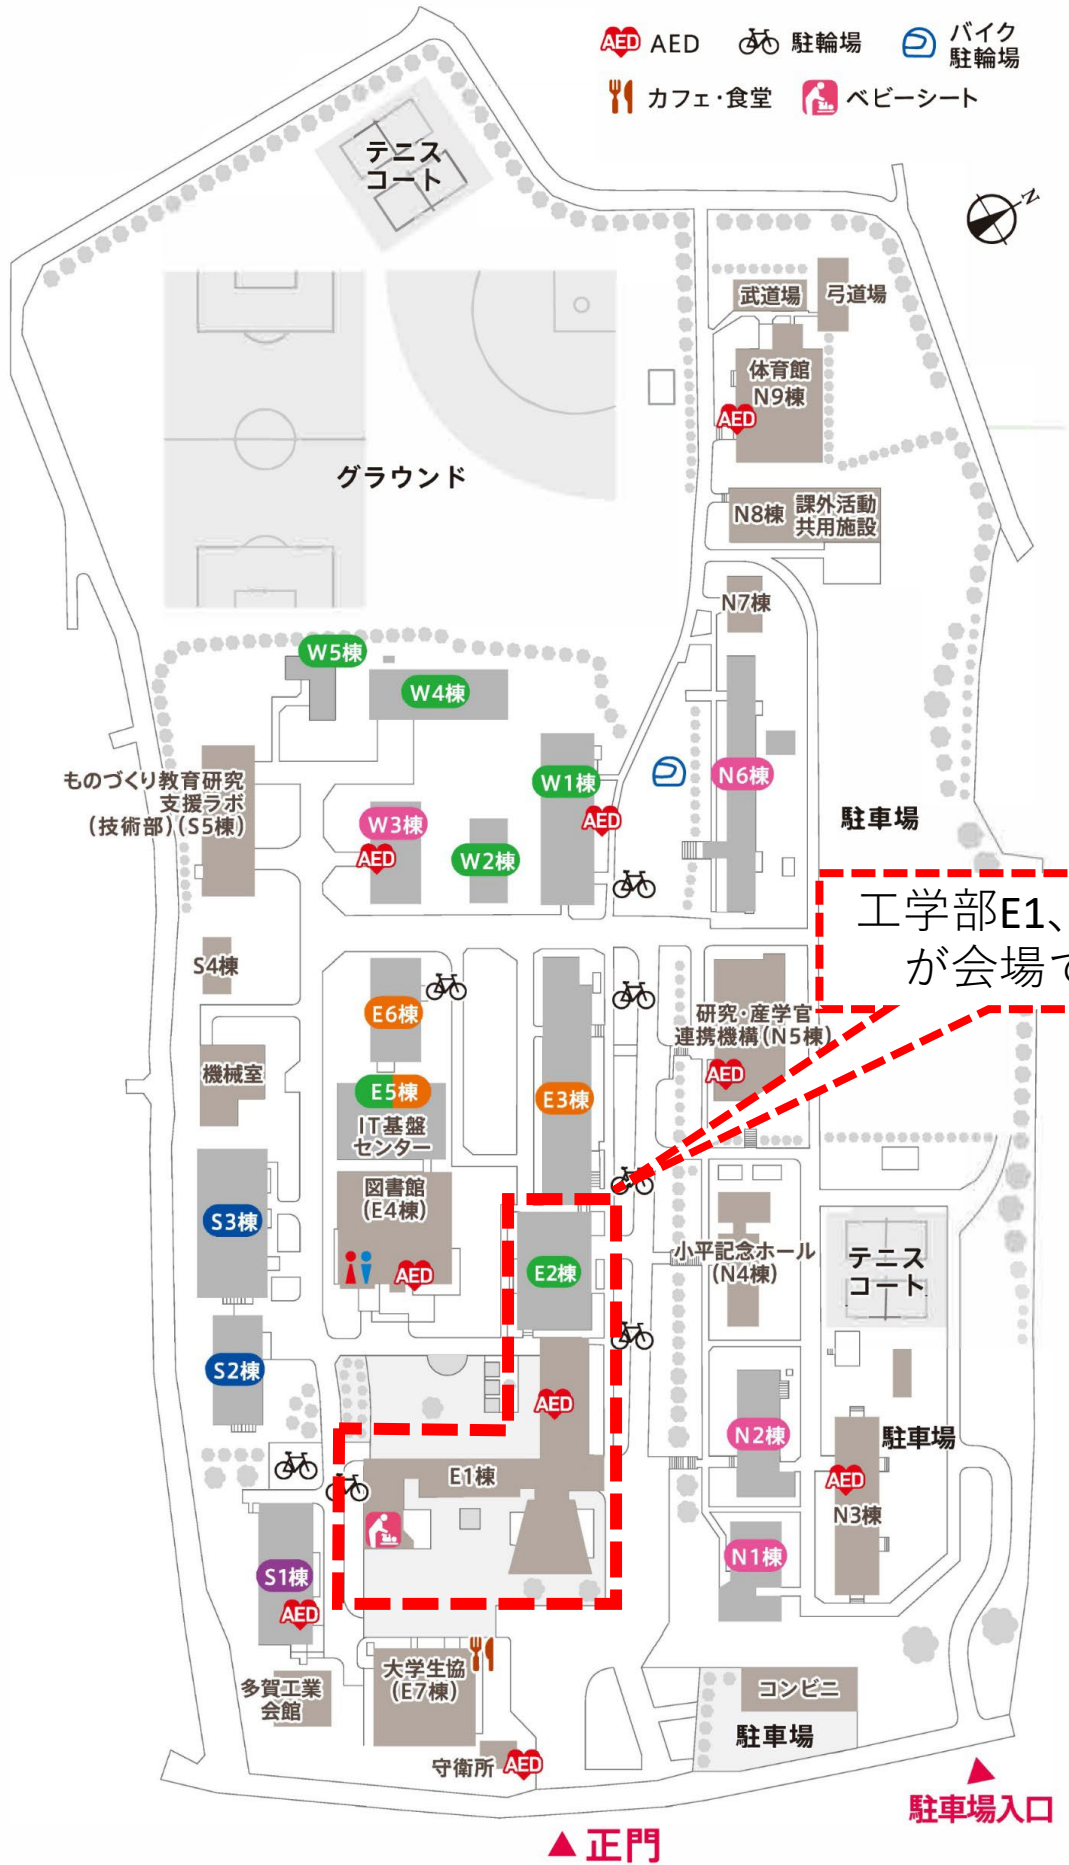 AED AED
駐輪場
バイク
駐輪場
カフェ・食堂
ベビーシート
テニス
コート
N
武道場
弓道場
体育館
N9棟
AED
グラウンド
N8棟
課外活動
共用施設
N7棟
W5棟
W4棟
W1棟
N6棟
ものづくり教育研究
支援ラボ
(技術部)(S5棟)
W3棟
AED
AED
W2棟
駐車場
工学部E1、
が会場で
S4棟
E6棟
研究・産学官
連携機構(N5棟)
AED
機械室
E5棟
IT基盤
センター
E3棟
図書館
(E4棟)
AED
S3棟
E2棟
小平記念ホール
(N4棟)
テニス
コート
S2棟
AED
N2棟
駐車場
E1棟
AED
N3棟
S1棟
AED
N1棟
大学生協
(E7棟)
多賀工業
会館
コンビニ
駐車場
守衛所
AED
駐車場入口
正門